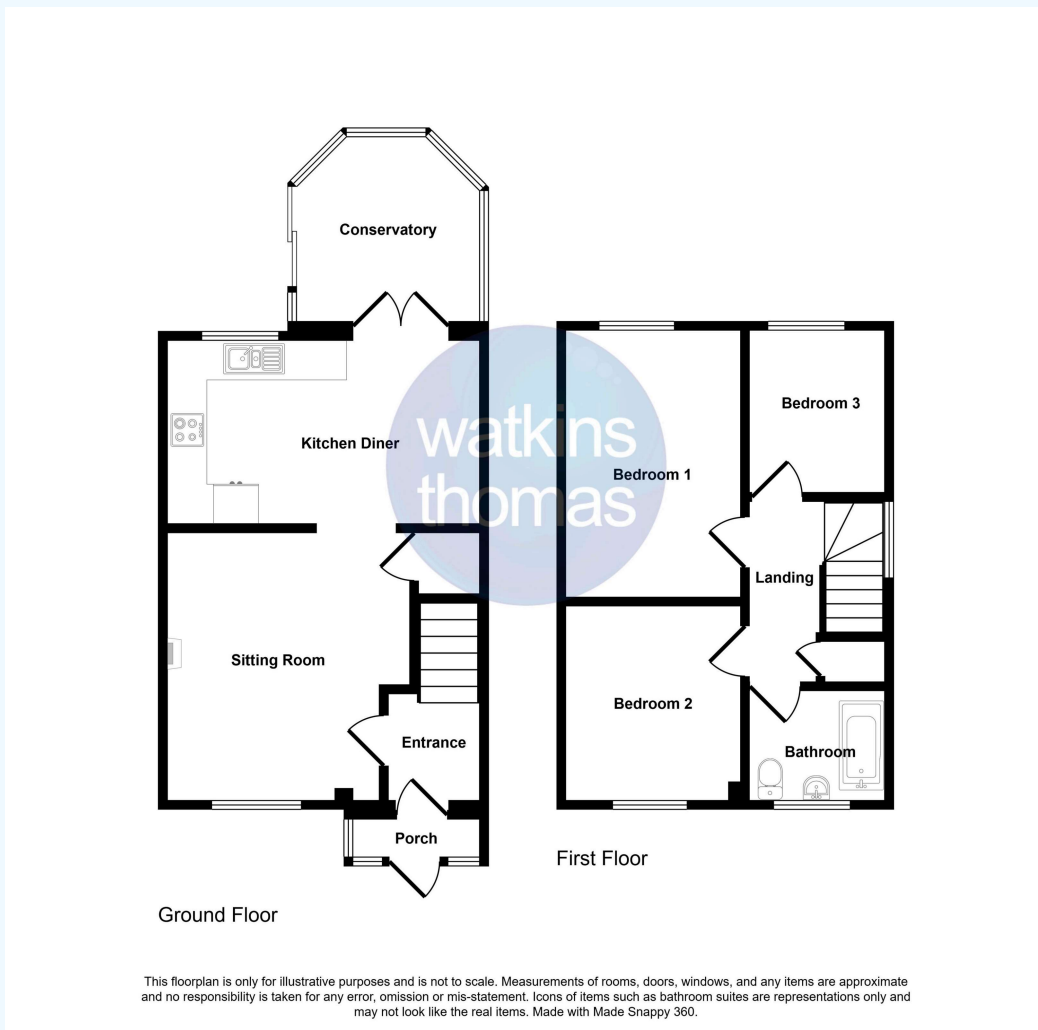 Conservatory
Kitchen Diner
watkins
thomas
Sitting Room
Entrance
Porch
Ground Floor
Bedroom 1
Bedroom 3
Landing
Bedroom 2
Bathroom
First Floor
This floorplan is only for illustrative purposes and is not to scale. Measurements of rooms, doors, windows, and any items are approximate
and no responsibility is taken for any error, omission or mis-statement. Icons of items such as bathroom suites are representations only and
may not look like the real items. Made with Made Snappy 360.